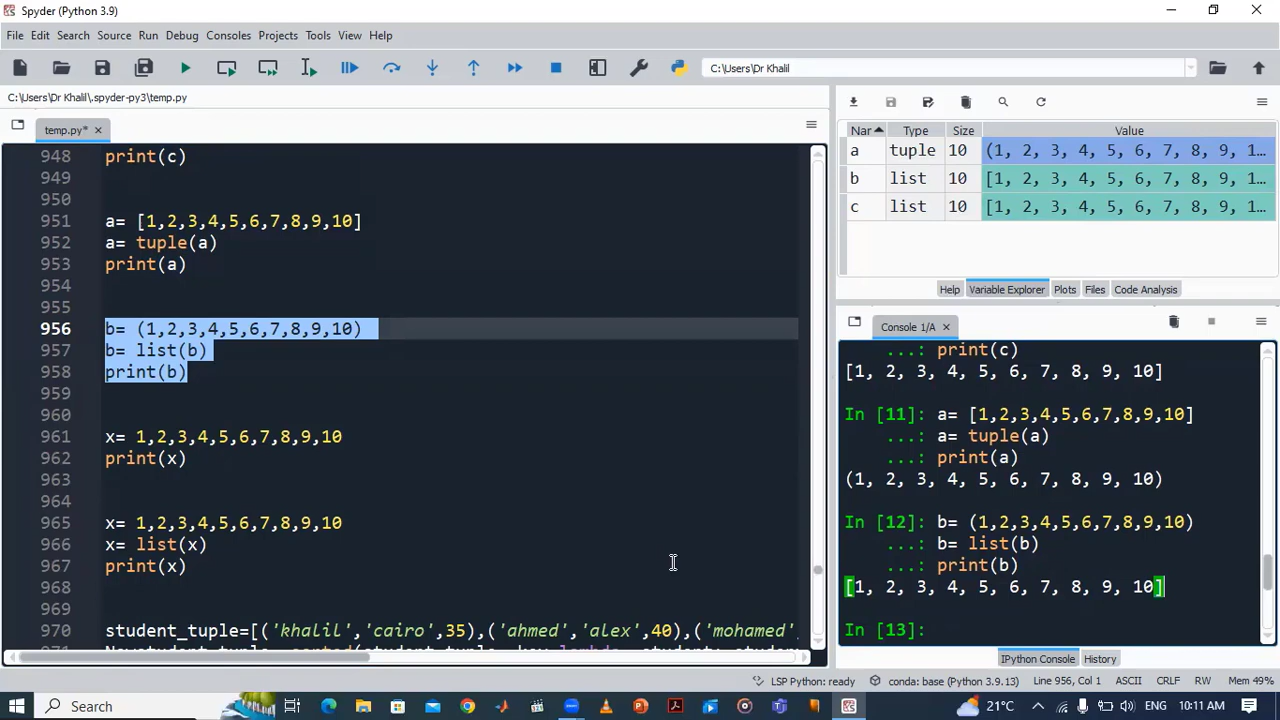 Spyder (Python 3.9)
File Edit Search Source Run Debug Consoles Projects Tools View Help
C:\Users\Dr Khalil
C:\Users\Dr Khalil\.spyder-py3\temp.py
temp.py*
948 print(c)
949
950
951 a= [1,2,3,4,5,6,7,8,9,10]
952 a= tuple(a)
953 print(a)
954
955
956 b= (1,2,3,4,5,6,7,8,9,10)
957 b= list(b)
958 print(b)
959
960
961 x= 1,2,3,4,5,6,7,8,9,10
962 print(x)
963
964
965 x= 1,2,3,4,5,6,7,8,9,10
966 x= list(x)
967 print(x)
968
969
970 student_tuple=[('khalil','cairo',35),('ahmed','alex',40),('mohamed'
Nar Type Size Value
a tuple 10 (1, 2, 3, 4, 5, 6, 7, 8, 9, 1...
b list 10 [1, 2, 3, 4, 5, 6, 7, 8, 9, 1...
c list 10 [1, 2, 3, 4, 5, 6, 7, 8, 9, 1...
Help Variable Explorer Plots Files Code Analysis
Console 1/A
...: print(c)
[1, 2, 3, 4, 5, 6, 7, 8, 9, 10]
In [11]: a= [1,2,3,4,5,6,7,8,9,10]
...: a= tuple(a)
...: print(a)
(1, 2, 3, 4, 5, 6, 7, 8, 9, 10)
In [12]: b= (1,2,3,4,5,6,7,8,9,10)
...: b= list(b)
...: print(b)
[1, 2, 3, 4, 5, 6, 7, 8, 9, 10]
In [13]:
IPython Console History
LSP Python: ready conda: base (Python 3.9.13) Line 956, Col 1 ASCII CRLF RW Mem 49%
Search 21°C 10:11 AM